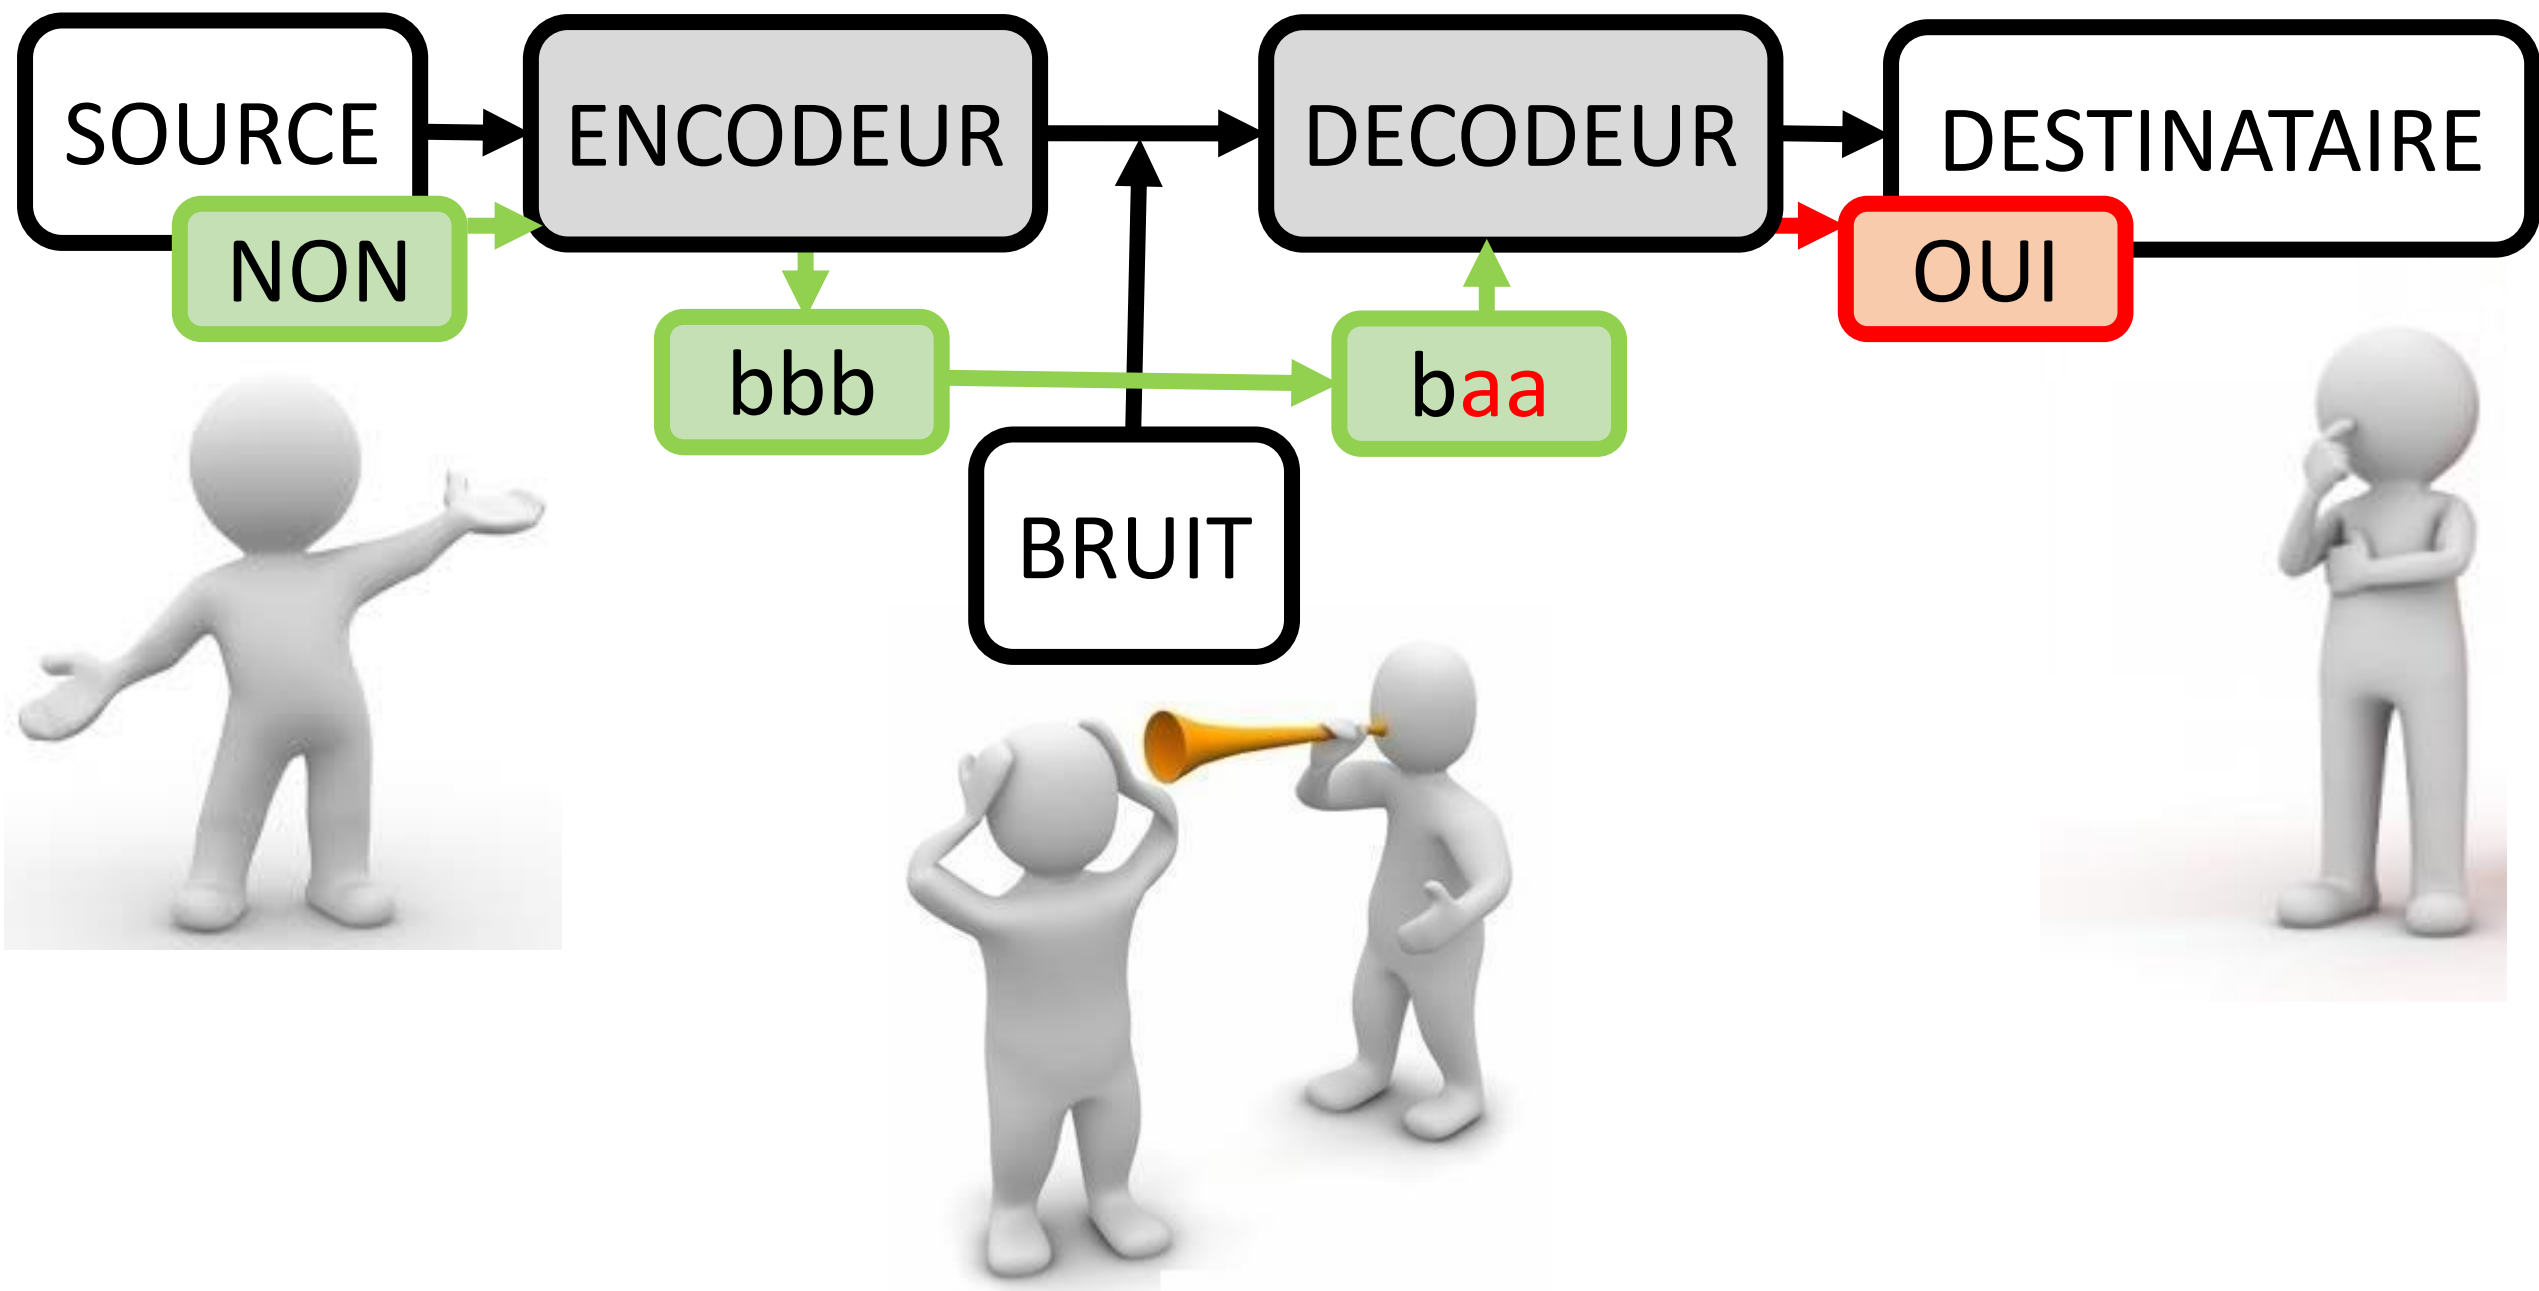 SOURCE
ENCODEUR
DECODEUR
DESTINATAIRE
NON
OUI
bbb
baa
BRUIT